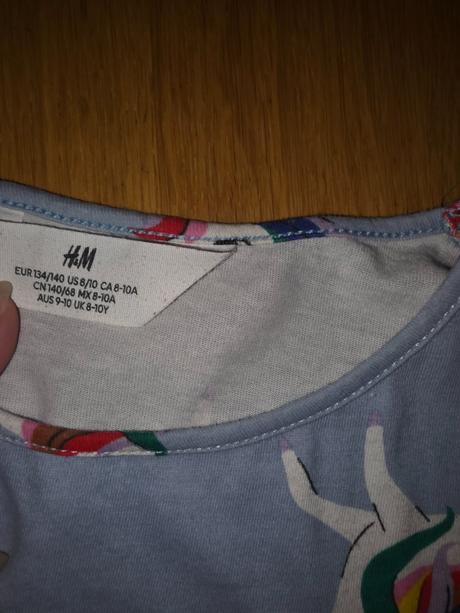 H&M
EUR 134/140 US 8/10 CA 8-10A
CN 140/68 MX 8-10A
AUS 9-10 UK 8-10Y